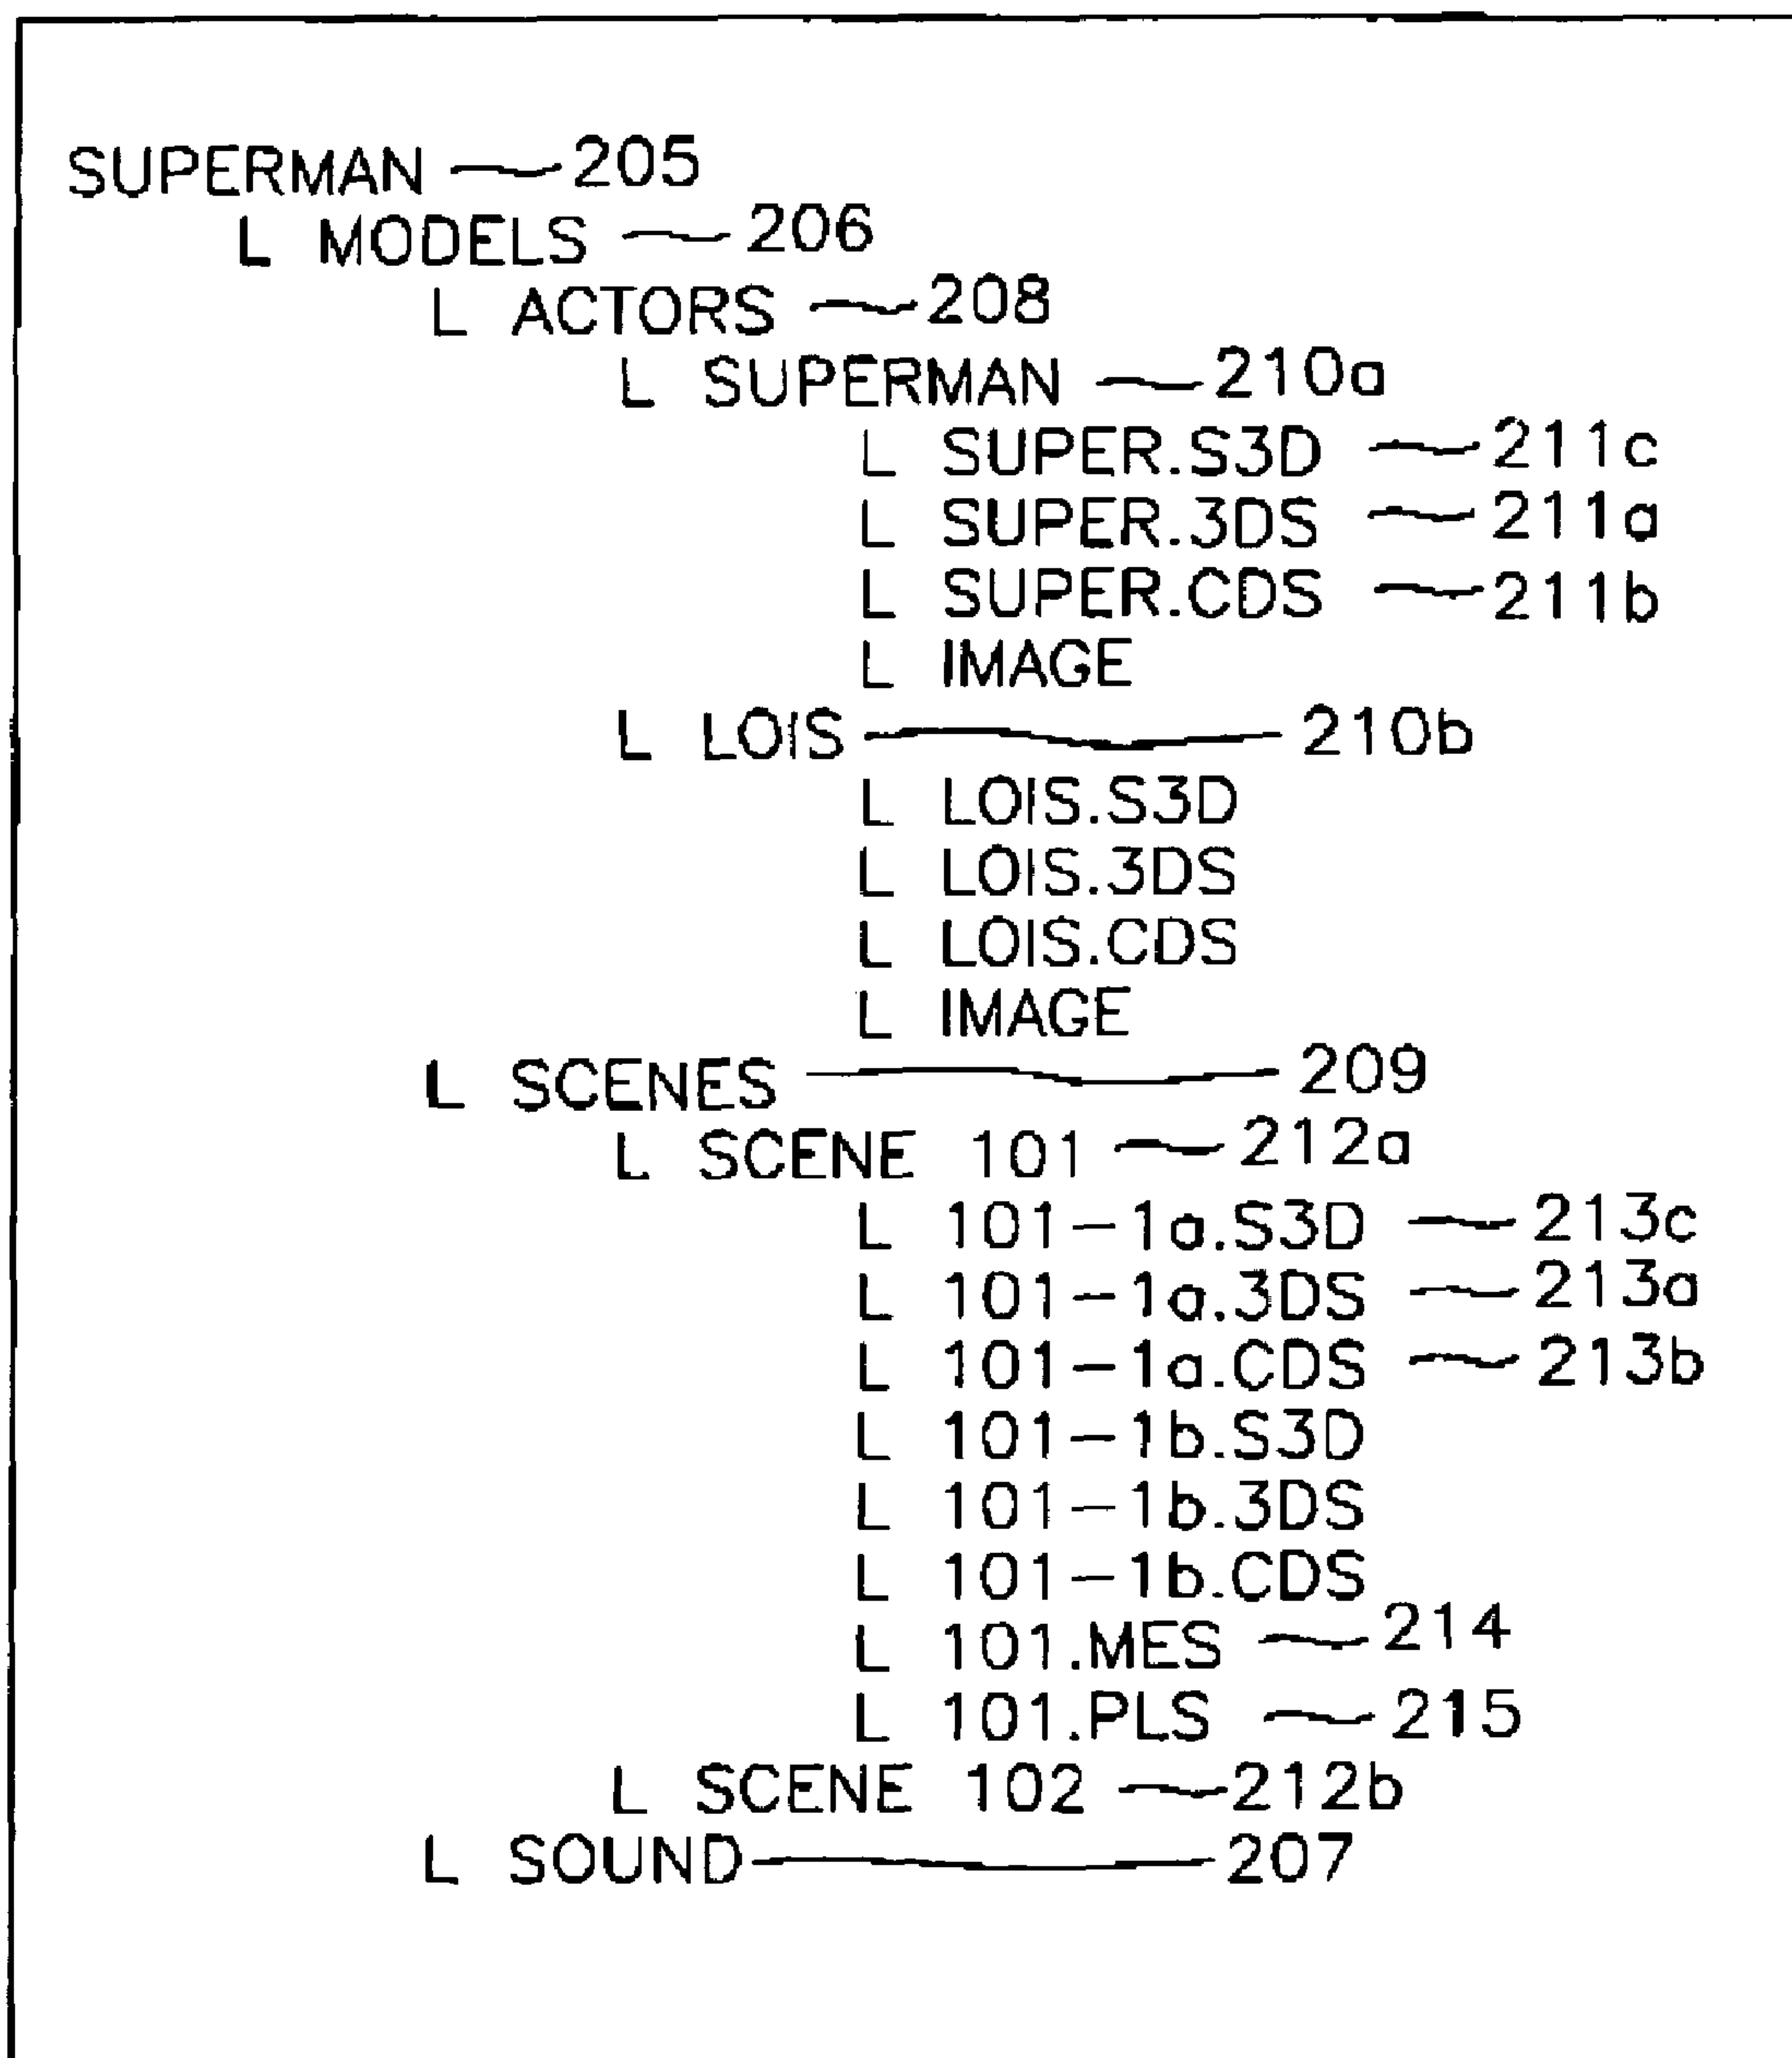 SUPERMAN 205
L MODELS 206
L ACTORS 208
L SUPERMAN 210a
L SUPER.S3D 211c
L SUPER.3DS 211a
L SUPER.CDS 211b
L IMAGE
L LOIS 210b
L LOIS.S3D
L LOIS.3DS
L LOIS.CDS
L IMAGE
L SCENES 209
L SCENE 101 212a
L 101-1a.S3D 213c
L 101-1a.3DS 213a
L 101-1a.CDS 213b
L 101-1b.S3D
L 101-1b.3DS
L 101-1b.CDS
L 101.MES 214
L 101.PLS 215
L SCENE 102 212b
L SOUND 207